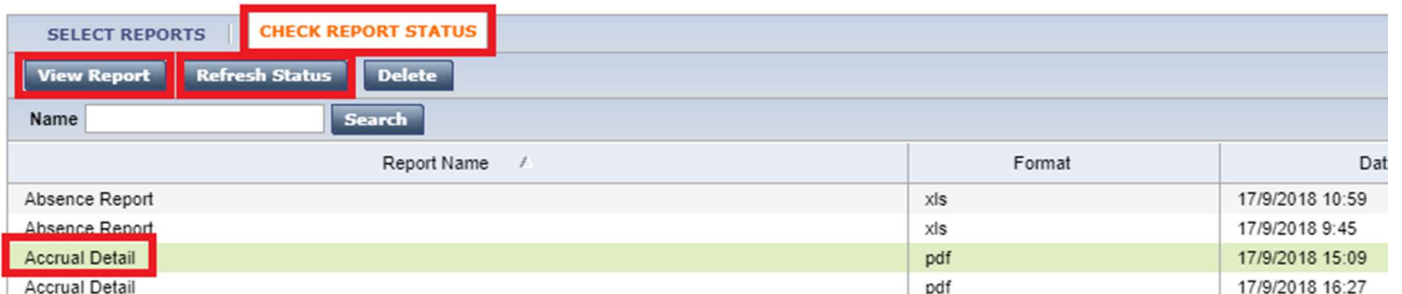 SELECT REPORTS CHECK REPORT STATUS
View Report Refresh Status Delete
Name Search
Report Name Format Dat
Absence Report xls 17/9/2018 10:59
Absence Report xls 17/9/2018 9:45
Accrual Detail pdf 17/9/2018 15:09
Accrual Detail pdf 17/9/2018 16:27